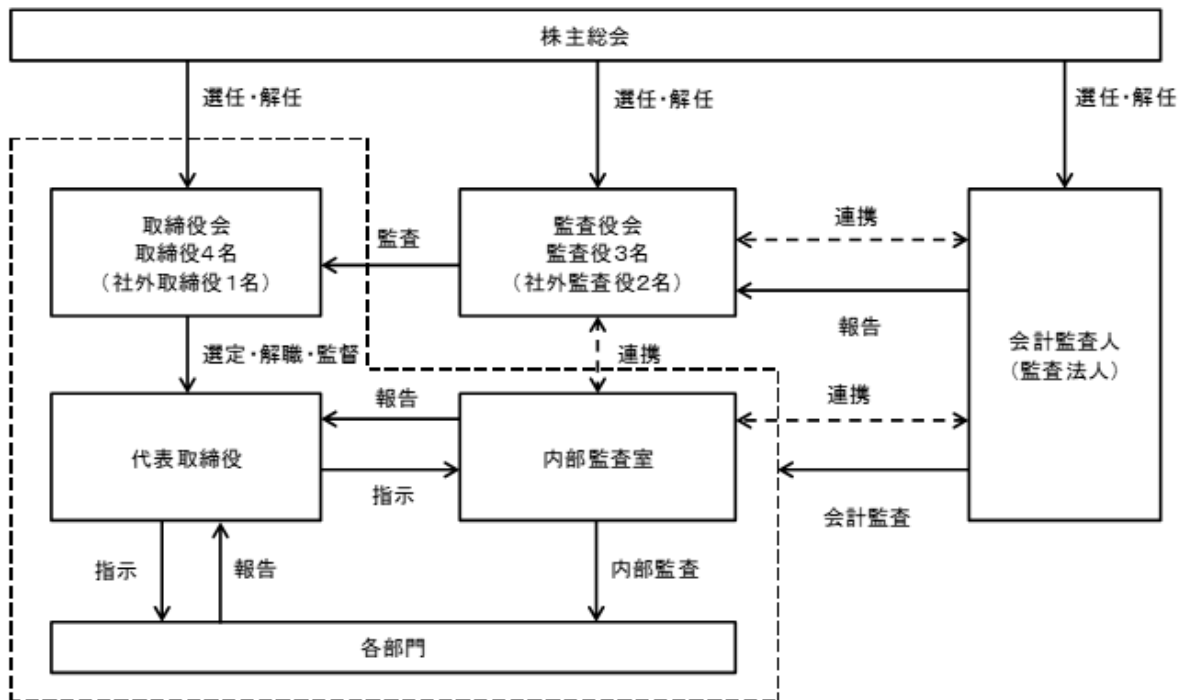 株主総会
選任・解任
選任・解任
選任・解任
取締役会
取締役4名
（社外取締役1名）
監査
監査役会
監査役3名
（社外監査役2名）
連携
報告
会計監査人
（監査法人）
選定・解職・監督
連携
報告
連携
代表取締役
内部監査室
指示
会計監査
指示
報告
内部監査
各部門